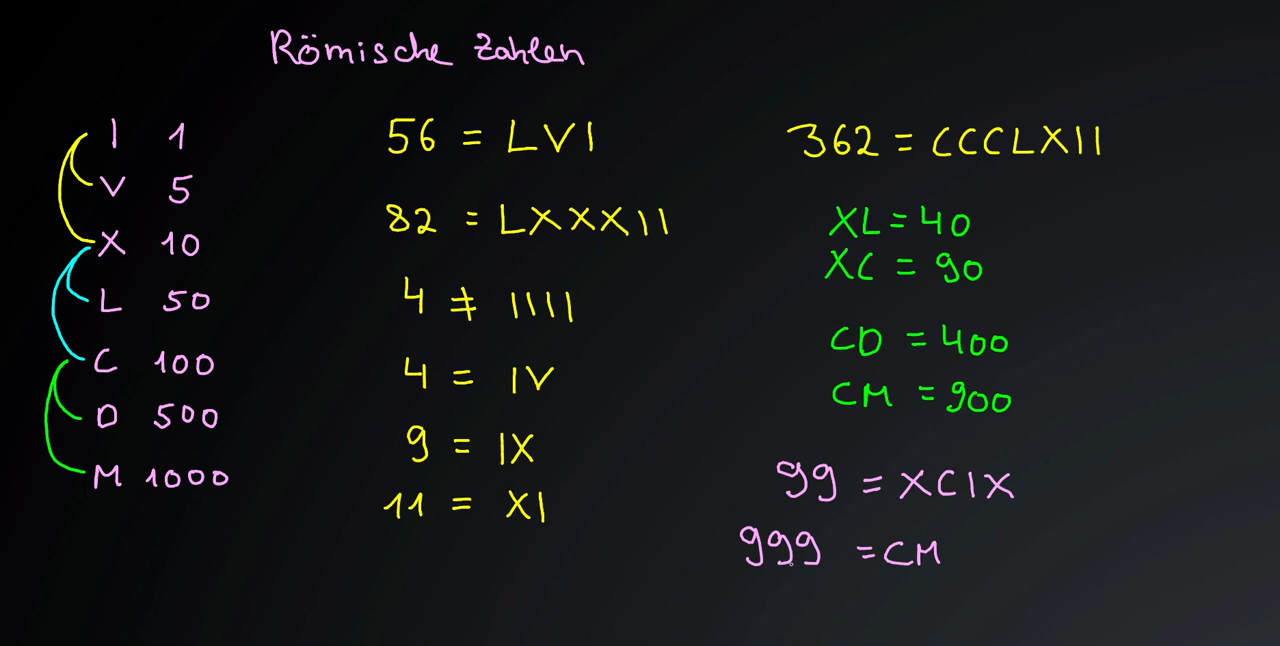 Römische Zahlen
I 1
V 5
X 10
L 50
C 100
D 500
M 1000
56 = LVI
82 = LXXXII
4 ≠ IIII
4 = IV
9 = IX
11 = XI
362 = CCCLXII
XL = 40
XC = 90
CD = 400
CM = 900
99 = XCIX
999 = CM